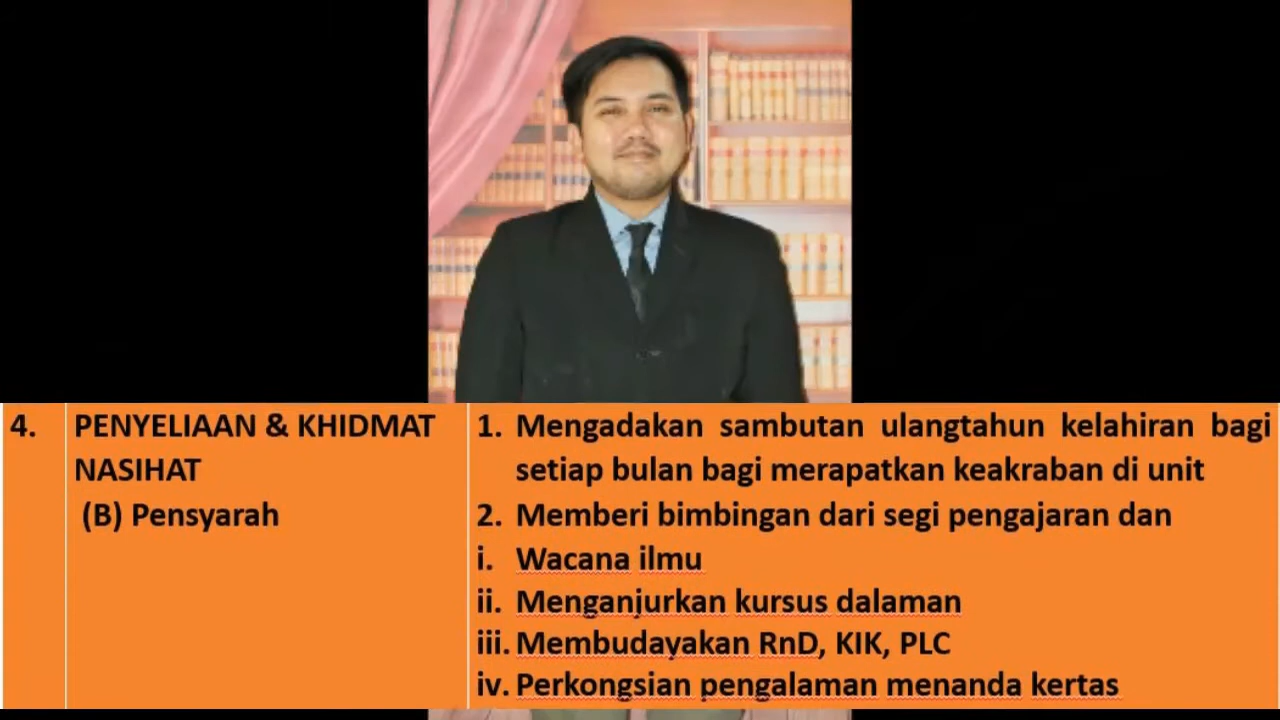 4.
PENYELIAAN & KHIDMAT
NASIHAT
(B) Pensyarah
1. Mengadakan sambutan ulangtahun kelahiran bagi
setiap bulan bagi merapatkan keakraban di unit
2. Memberi bimbingan dari segi pengajaran dan
i. Wacana ilmu
ii. Menganjurkan kursus dalaman
iii. Membudayakan RnD, KIK, PLC
iv. Perkongsian pengalaman menanda kertas